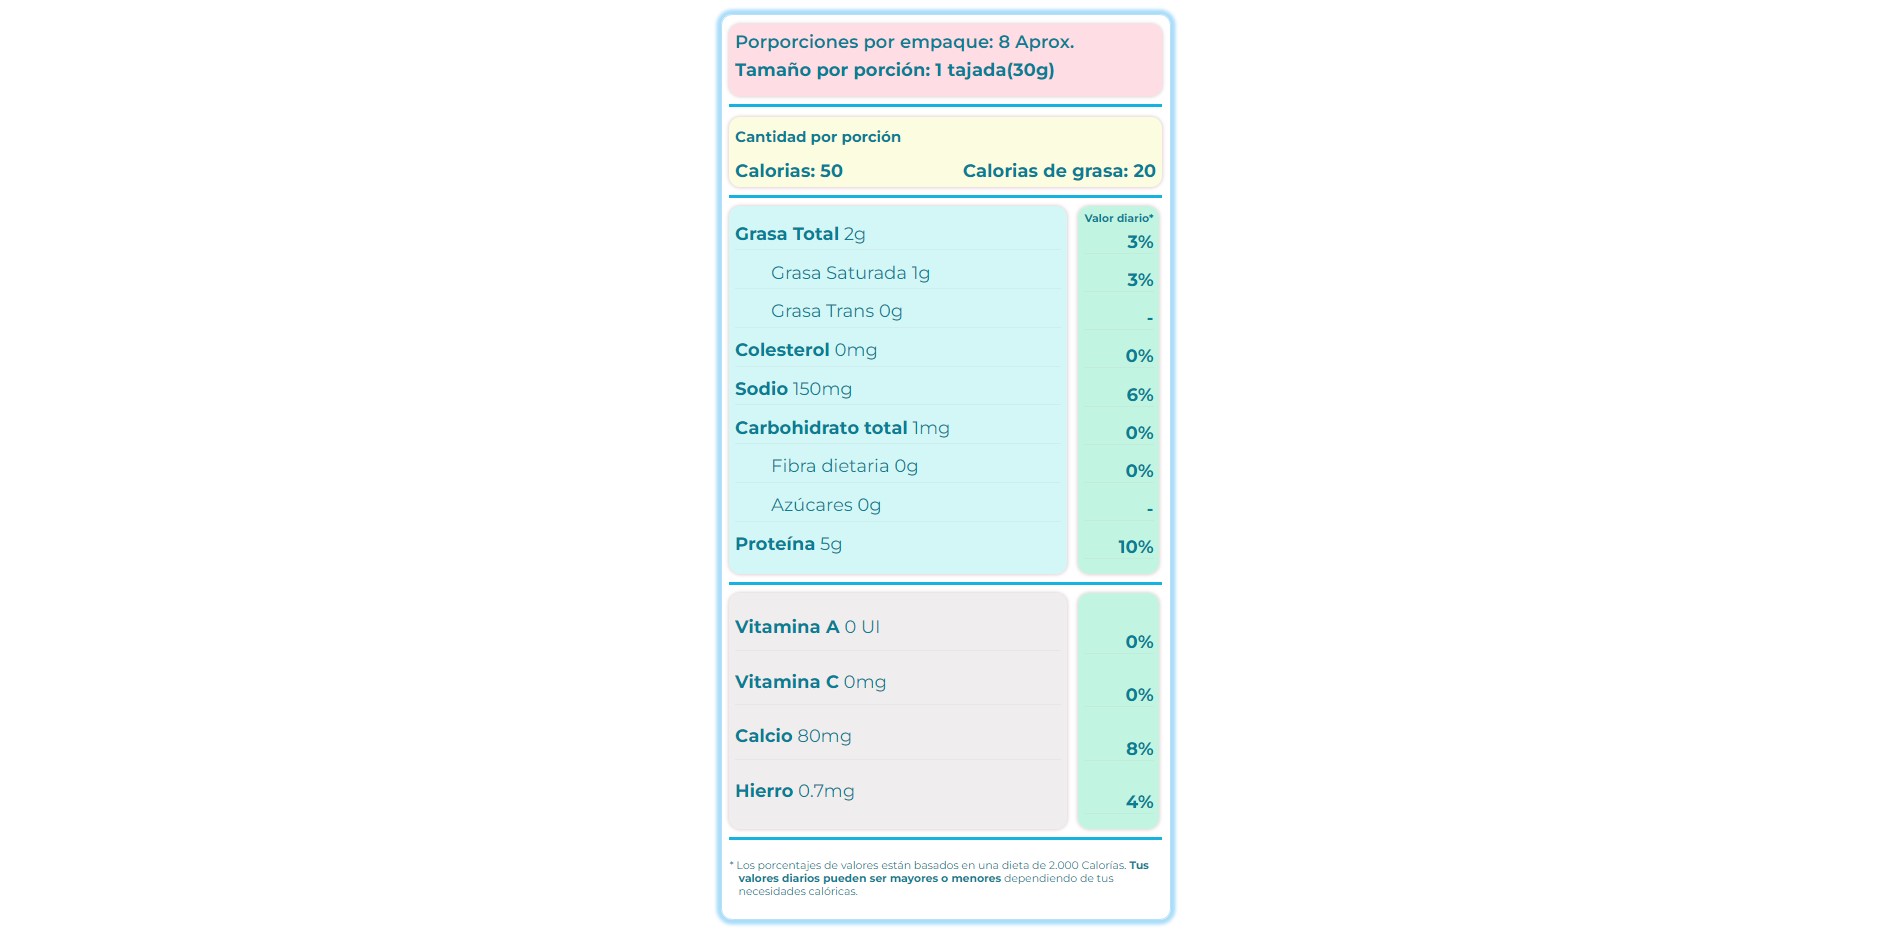 Porporciones por empaque: 8 Aprox.
Tamaño por porción: 1 tajada(30g)
Cantidad por porción
Calorias: 50 Calorias de grasa: 20
Valor diario*
Grasa Total 2g 3%
Grasa Saturada 1g 3%
Grasa Trans 0g -
Colesterol 0mg 0%
Sodio 150mg 6%
Carbohidrato total 1mg 0%
Fibra dietaria 0g 0%
Azúcares 0g -
Proteína 5g 10%
Vitamina A 0 UI 0%
Vitamina C 0mg 0%
Calcio 80mg 8%
Hierro 0.7mg 4%
* Los porcentajes de valores están basados en una dieta de 2.000 Calorías. Tus
valores diarios pueden ser mayores o menores dependiendo de tus
necesidades calóricas.